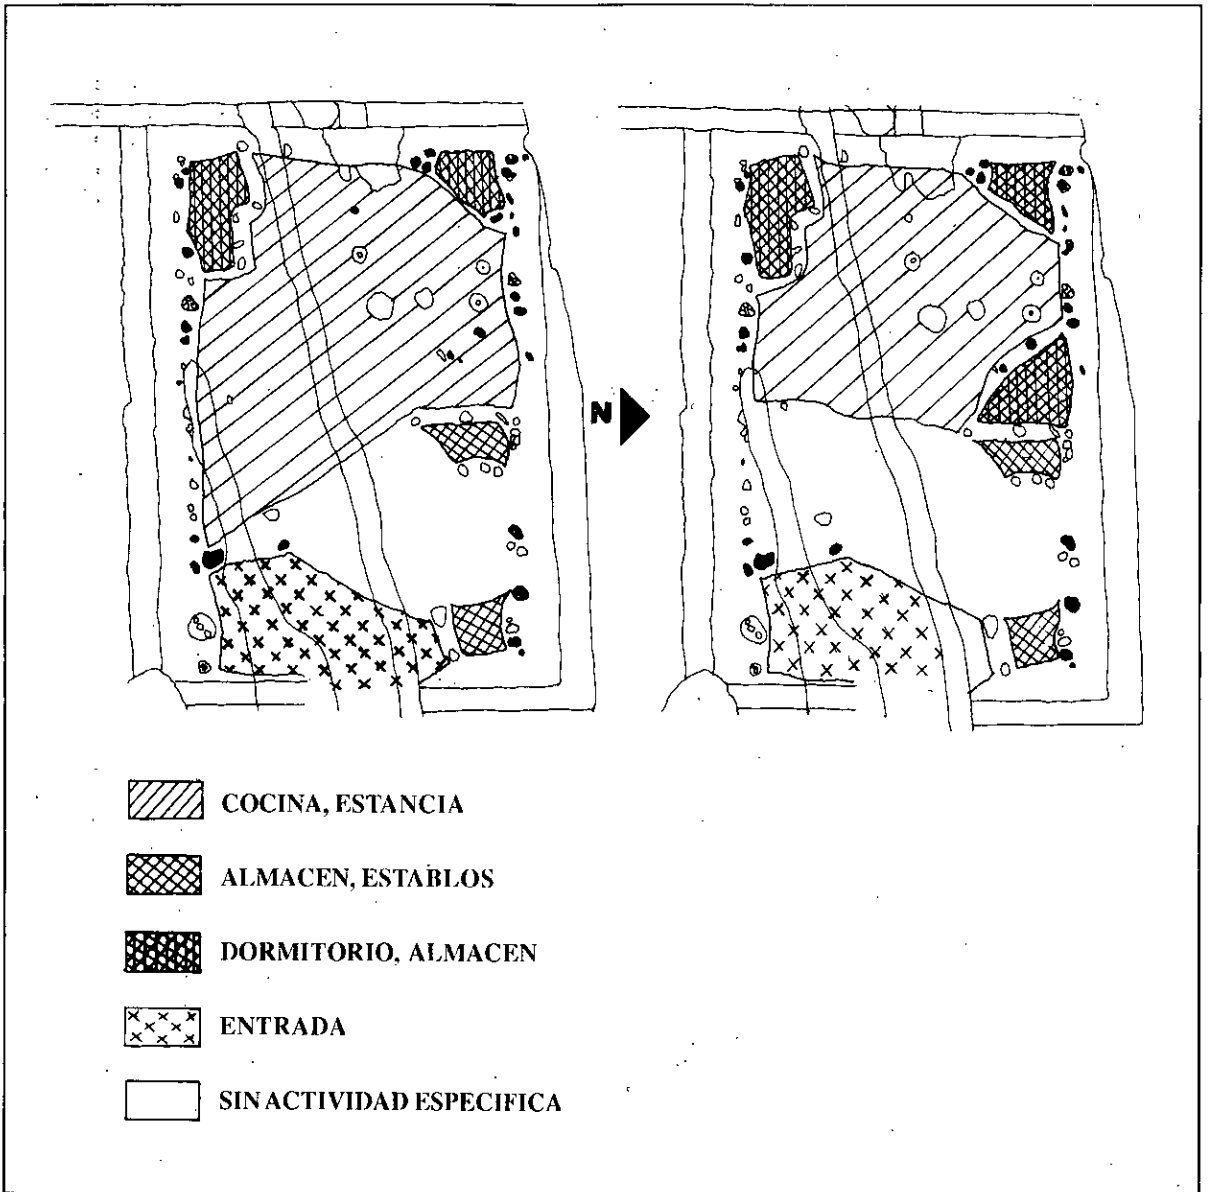 N
COCINA, ESTANCIA
ALMACEN, ESTABLOS
DORMITORIO, ALMACEN
ENTRADA
SIN ACTIVIDAD ESPECIFICA